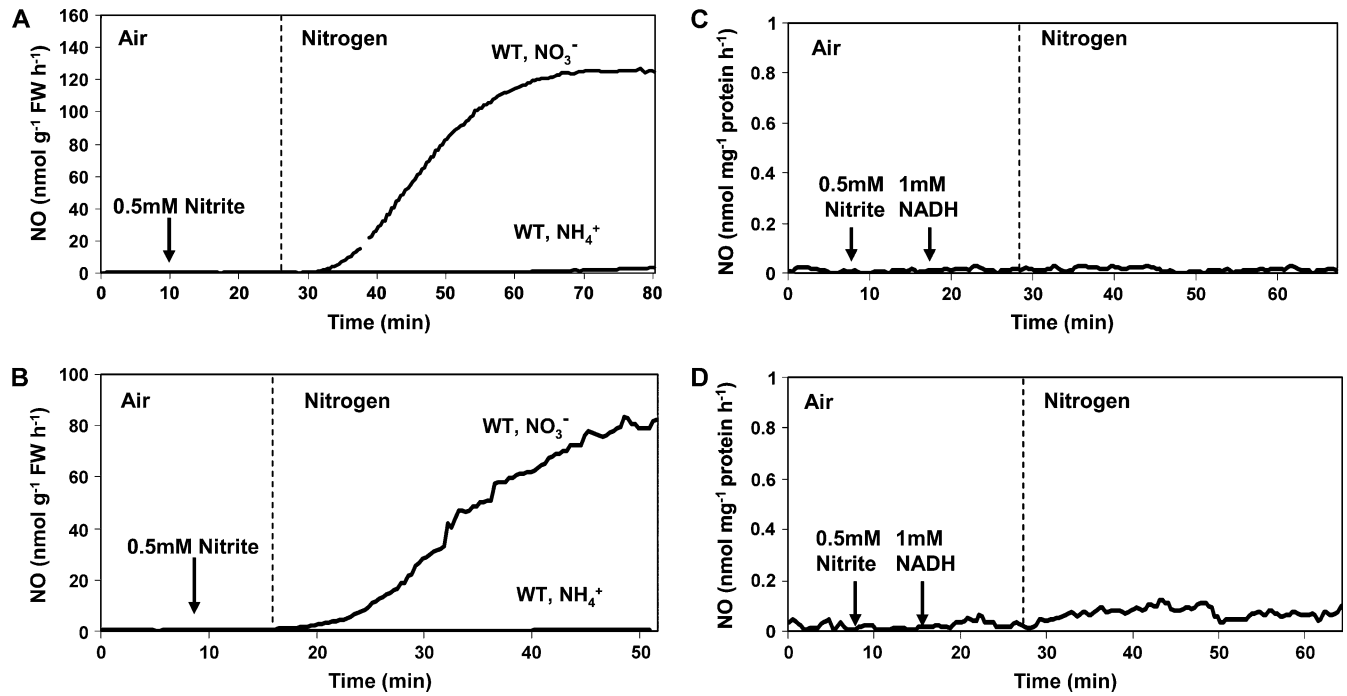 A
NO (nmol g⁻¹ FW h⁻¹)
160
140
120
100
80
60
40
20
0
Air
Nitrogen
WT, NO₃⁻
0.5mM Nitrite
WT, NH₄⁺
0 10 20 30 40 50 60 70 80
Time (min)
B
NO (nmol g⁻¹ FW h⁻¹)
100
80
60
40
20
0
Air
Nitrogen
WT, NO₃⁻
0.5mM Nitrite
WT, NH₄⁺
0 10 20 30 40 50
Time (min)
C
NO (nmol mg⁻¹ protein h⁻¹)
1
0.8
0.6
0.4
0.2
0
Air
Nitrogen
0.5mM 1mM
Nitrite NADH
0 10 20 30 40 50 60
Time (min)
D
NO (nmol mg⁻¹ protein h⁻¹)
1
0.8
0.6
0.4
0.2
0
Air
Nitrogen
0.5mM 1mM
Nitrite NADH
0 10 20 30 40 50 60
Time (min)